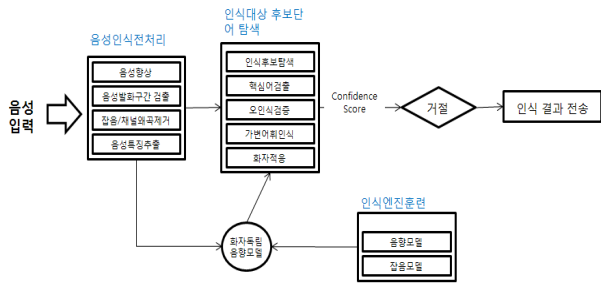 음성
입력
음성인식전처리
음성향상
음성발화구간 검출
잡음/채널왜곡제거
음성특징추출
인식대상 후보단
어 탐색
인식후보탐색
핵심어검출
오인식검증
가변어휘인식
화자적응
Confidence
Score
거절
인식 결과 전송
화자독립
음향모델
인식엔진훈련
음향모델
잡음모델